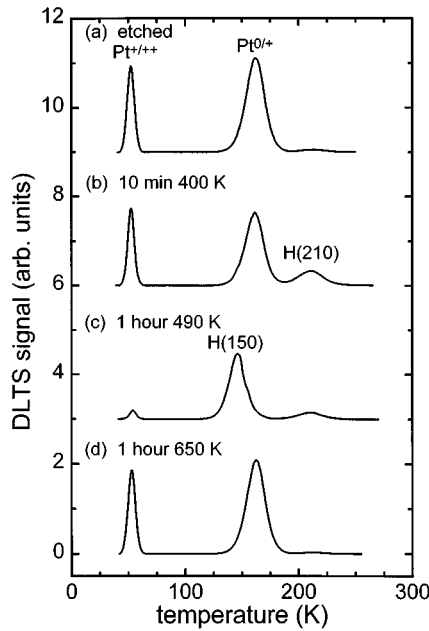 (a) etched
Pt+/++
Pt0/+
12
10
(b) 10 min 400 K
8
H(210)
6
(c) 1 hour 490 K
H(150)
4
(d) 1 hour 650 K
2
0
DLTS signal (arb. units)
0 100 200 300
temperature (K)